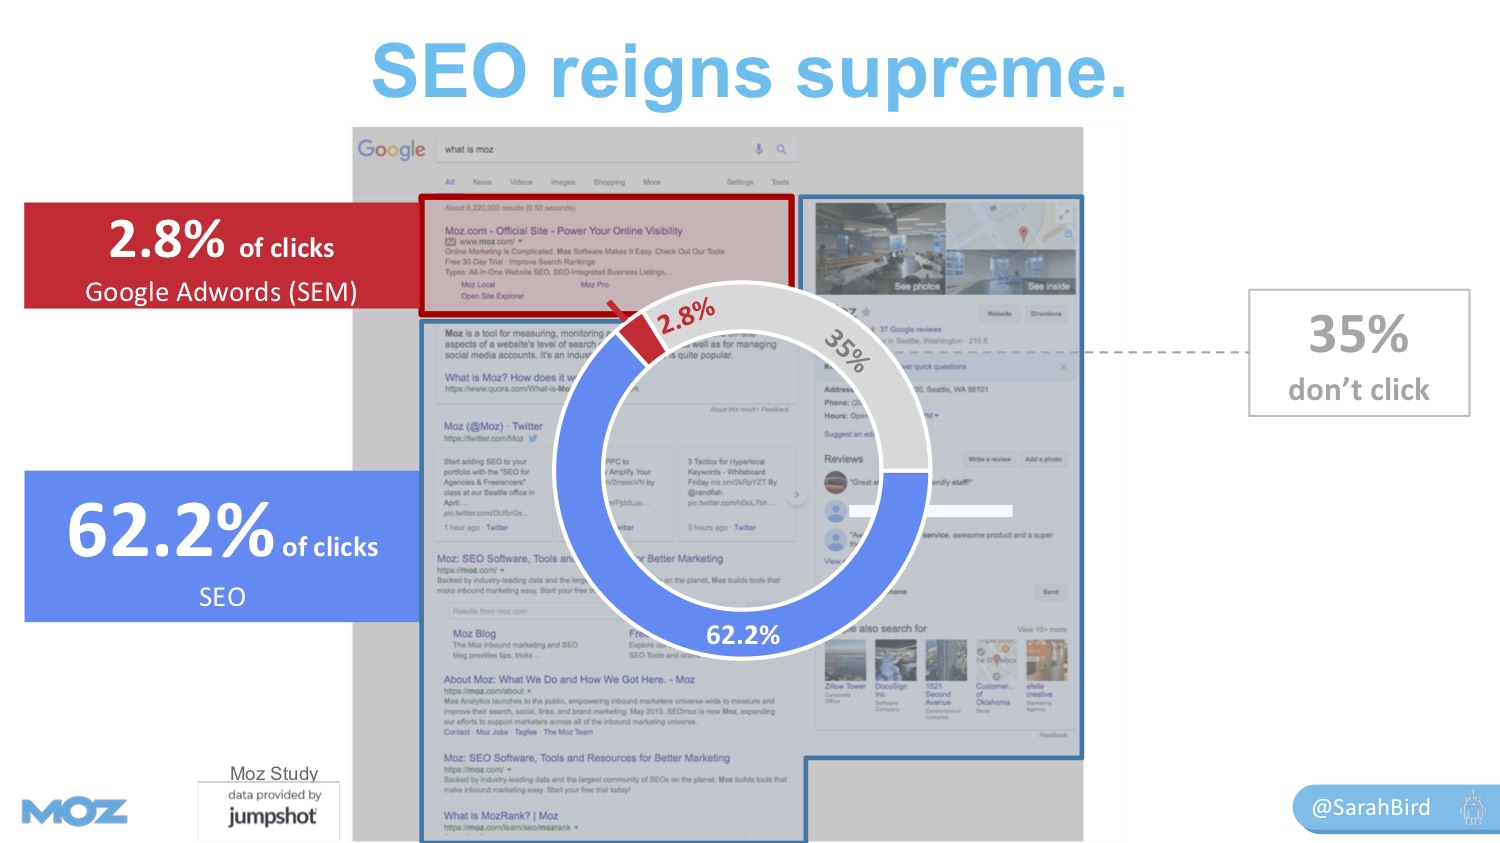 SEO reigns supreme.
Google
what is moz
All News Videos Images Shopping More Settings Tools
About 6,220,000 results (0.50 seconds)
Moz.com - Official Site - Power Your Online Visibility
Ad www.moz.com/
Online Marketing Is Complicated. Moz Software Makes It Easy. Check Out Our Tools
Free 30-Day Trial · Improve Search Rankings
Types: All-In-One Website SEO, SEO-Integrated Business Listings...
Moz Local Moz Pro
Open Site Explorer
2.8% of clicks
Google Adwords (SEM)
Moz is a tool for measuring, monitoring
aspects of a website's level of search well as for managing
social media accounts. It's an quite popular.
What is Moz? How does it
https://www.quora.com/What-is-Mo
About this result · Feedback
Moz (@Moz) · Twitter
https://twitter.com/Moz
Start adding SEO to your
portfolio with the "SEO for
Agencies & Freelancers"
class at our Seattle office in
April:...
pic.twitter.com/DUfbrGs...
1 hour ago · Twitter
PPC to
Amplify Your
/2meecVN by
/PjddLuo...
3 Tactics for Hyperlocal
Keywords - Whiteboard
Friday mz.cm/2kRpYZT By
@randfish
pic.twitter.com/hDoL7bh...
3 hours ago · Twitter
62.2% of clicks
SEO
Moz: SEO Software, Tools for Better Marketing
https://moz.com/
Backed by industry-leading data and the on the planet, Moz builds tools that
make inbound marketing easy. Start your free
Results from moz.com
Moz Blog
The Moz inbound marketing and SEO
blog provides tips, tricks ...
Explore
SEO Tools and
About Moz: What We Do and How We Got Here. - Moz
https://moz.com/about
Moz Analytics launches to the public, empowering inbound marketers universe-wide to measure and
improve their search, social, links, and brand marketing. May 2013. SEOmoz is now Moz, expanding
our efforts to support marketers across all of the inbound marketing universe.
Contact · Moz Jobs · Tagfee · The Moz Team
Moz: SEO Software, Tools and Resources for Better Marketing
https://moz.com/
Backed by industry-leading data and the largest community of SEOs on the planet, Moz builds tools that
make inbound marketing easy. Start your free trial today!
What is MozRank? | Moz
https://moz.com/learn/seo/mozrank
2.8%
35%
62.2%
See photos See inside
Website Directions
37 Google reviews
in Seattle, Washington · 215 ft
quick questions
Address 00, Seattle, WA 98101
Phone:
Hours:
Suggest an
Reviews Write a review Add a photo
"Great staff!"
service, awesome product and a super
View
Send
also search for View 15+ more
Zillow Tower
Corporate
Office
DocuSign
Inc
Software
Company
1521
Second
Avenue
Condominium
Complex
Customer...
of
Oklahoma
Store
efelle
creative
Marketing
Agency
Feedback
35%
don't click
Moz Study
data provided by
jumpshot
MOZ
@SarahBird